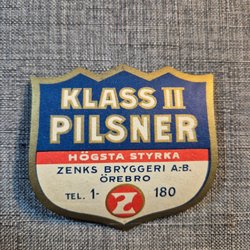 KLASS II
PILSNER
HÖGSTA STYRKA
ZENKS BRYGGERI A.-B.
ÖREBRO
TEL. 1- Z 180